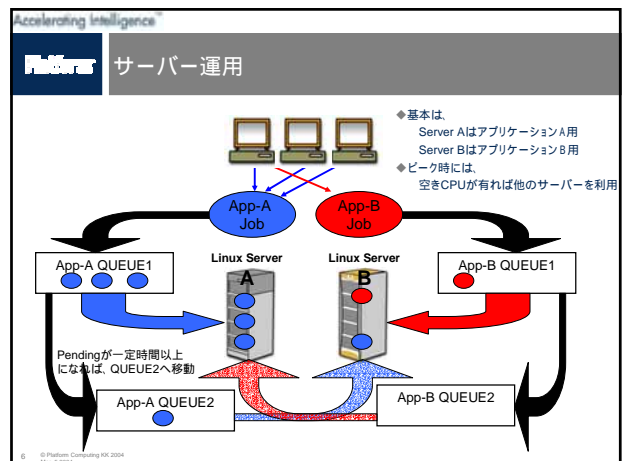 Accelerating Intelligence™
Platform
サーバー運用
◆基本は、
Server AはアプリケーションA用
Server BはアプリケーションB用
◆ピーク時には、
空きCPUが有れば他のサーバーを利用
App-A
Job
App-B
Job
App-A QUEUE1
Linux Server
A
Linux Server
B
App-B QUEUE1
Pendingが一定時間以上
になれば、QUEUE2へ移動
App-A QUEUE2
App-B QUEUE2
6
© Platform Computing KK 2004